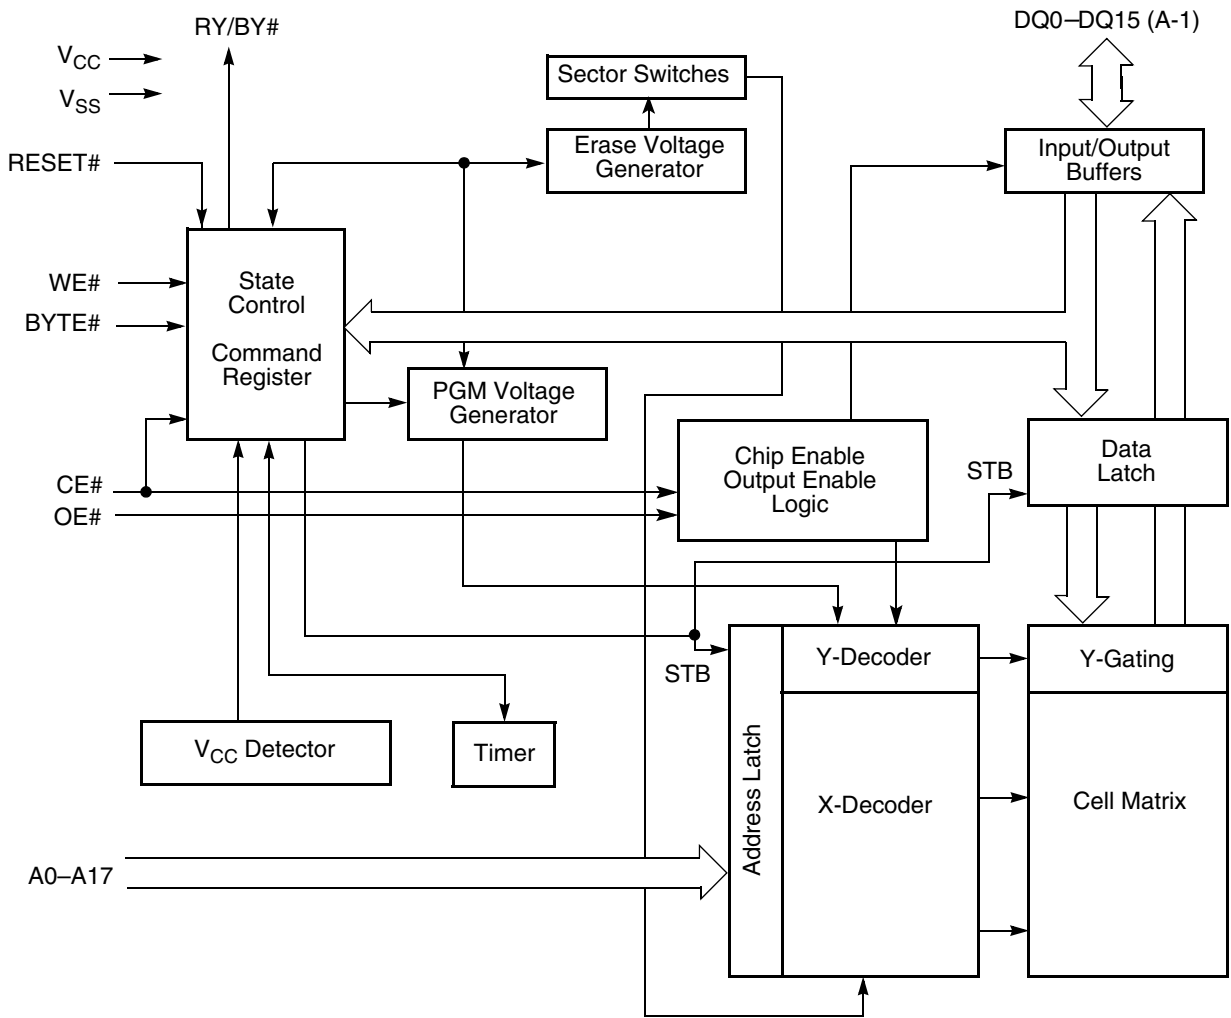 RY/BY#
DQ0–DQ15 (A-1)
VCC
VSS
Sector Switches
RESET#
Erase Voltage
Generator
Input/Output
Buffers
WE#
BYTE#
State
Control
Command
Register
PGM Voltage
Generator
Chip Enable
Output Enable
Logic
STB
Data
Latch
CE#
OE#
STB
Y-Decoder
Y-Gating
VCC Detector
Timer
Address Latch
X-Decoder
Cell Matrix
A0–A17